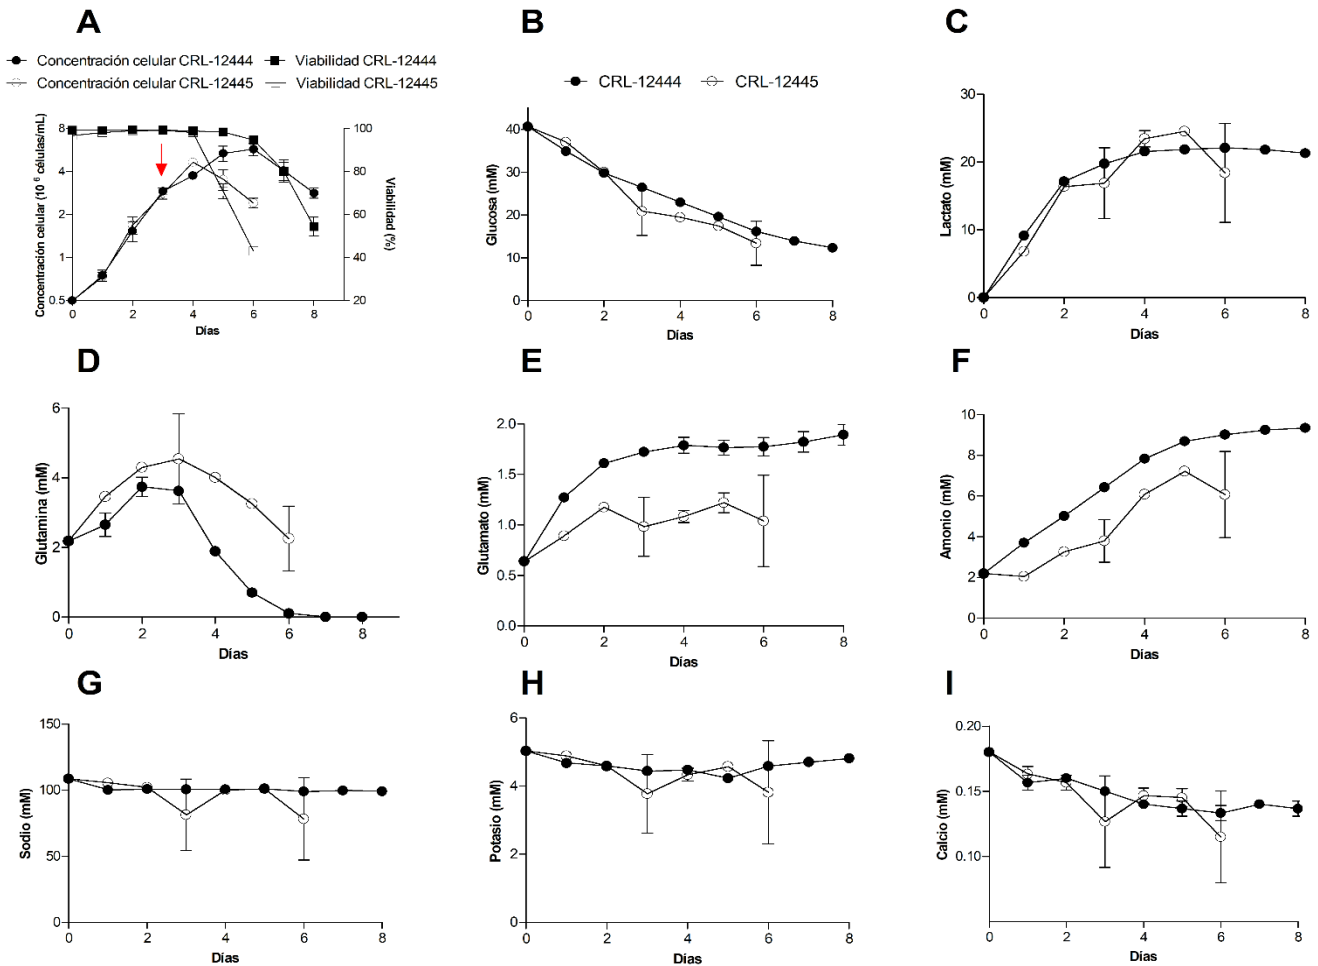 A
Concentración celular CRL-12444
Viabilidad CRL-12444
Concentración celular CRL-12445
Viabilidad CRL-12445
Concentración celular (10 6 células/mL)
8
4
2
1
0.5
0 2 4 6 8
Días
100
80
60
40
20
Viabilidad (%)
B
CRL-12444
CRL-12445
Glucosa (mM)
40
30
20
10
0
0 2 4 6 8
Días
C
Lactato (mM)
30
20
10
0
0 2 4 6 8
Días
D
Glutamina (mM)
6
4
2
0
0 2 4 6 8
Días
E
Glutamato (mM)
2.0
1.5
1.0
0.5
0.0
0 2 4 6 8
Días
F
Amonio (mM)
10
8
6
4
2
0
0 2 4 6 8
Días
G
Sodio (mM)
150
100
50
0
0 2 4 6 8
Días
H
Potasio (mM)
6
4
2
0
0 2 4 6 8
Días
I
Calcio (mM)
0.20
0.15
0.10
0 2 4 6 8
Días